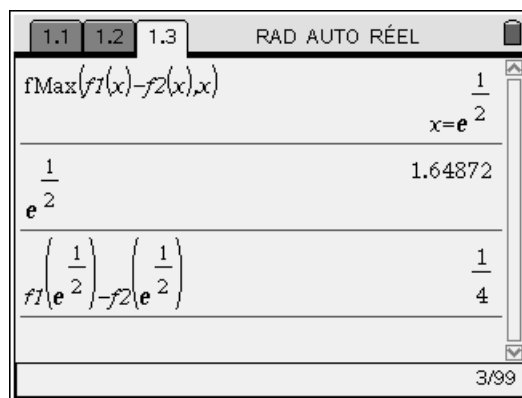 1.1 1.2 1.3 RAD AUTO RÉEL
fMax(f1(x)-f2(x),x) x=e^(1/2)
e^(1/2) 1.64872
f1(e^(1/2))-f2(e^(1/2)) 1/4
3/99